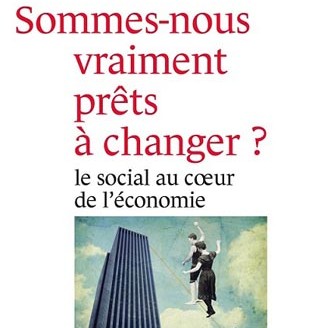 Sommes-nous
vraiment
prêts
à changer ?
le social au cœur
de l’économie